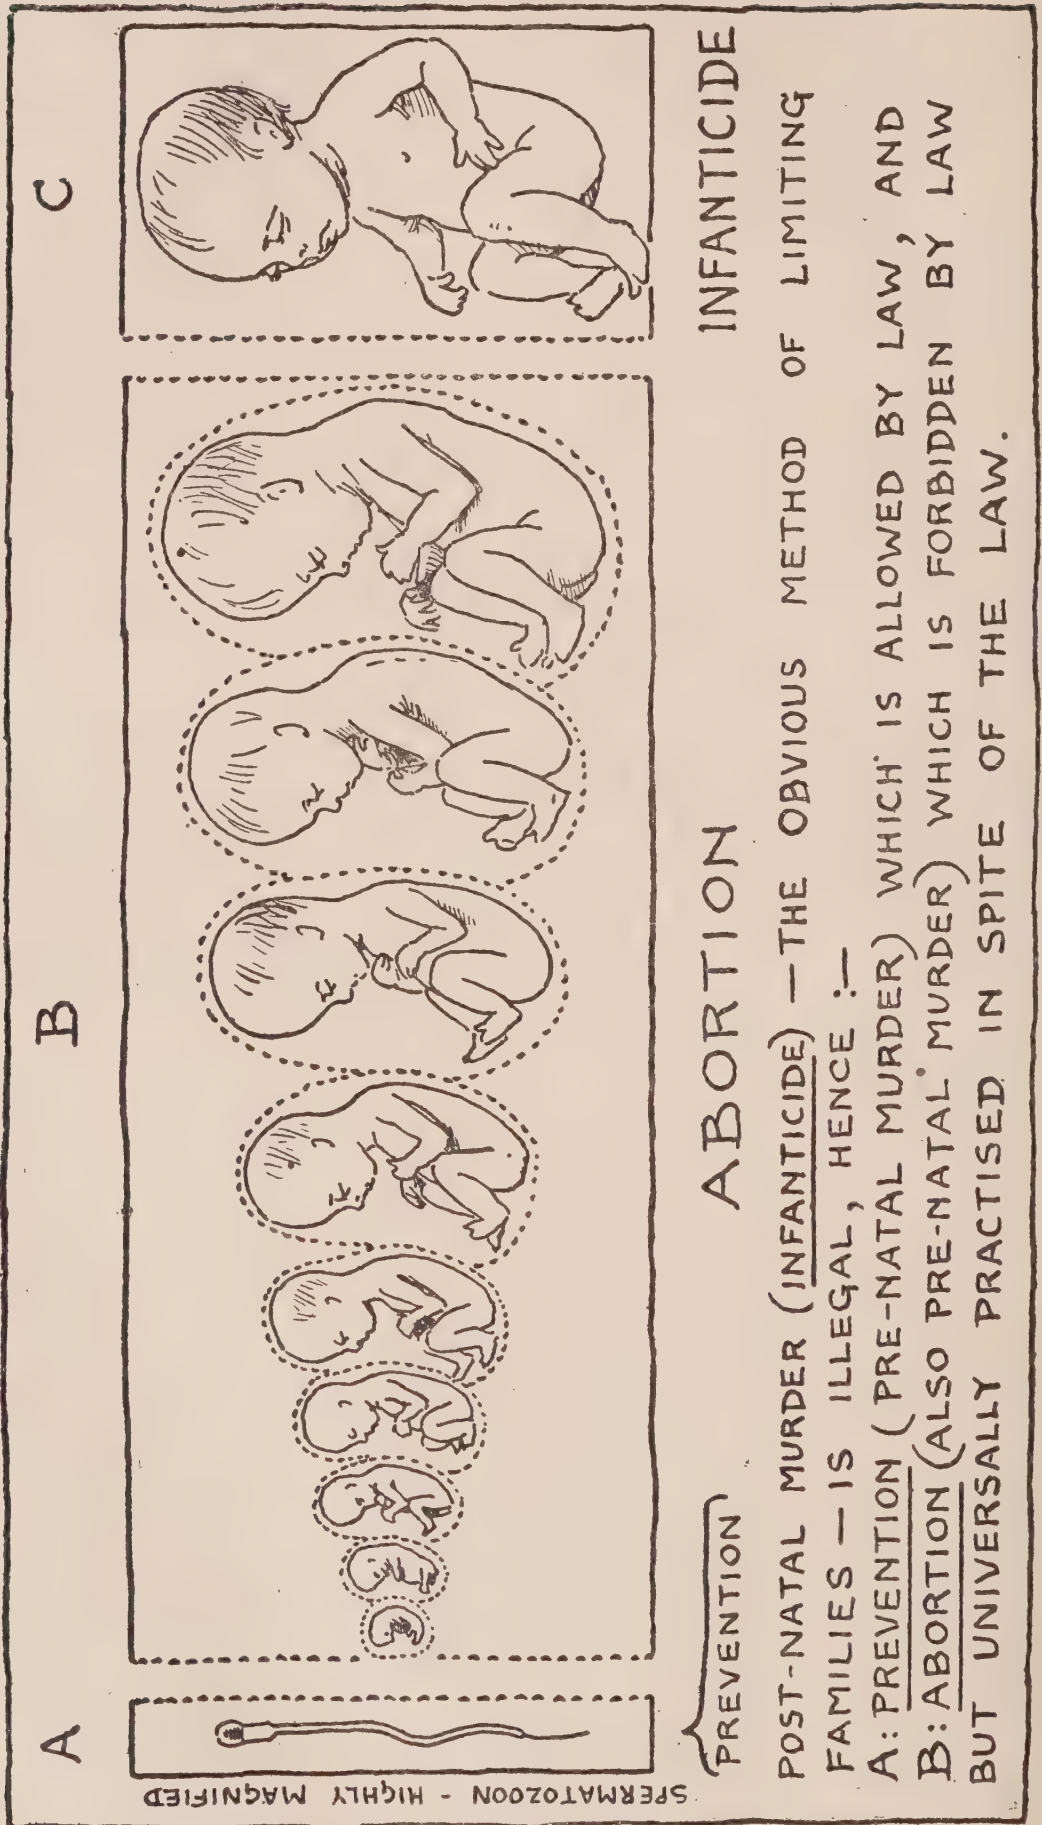 A B C
SPERMATOZOON - HIGHLY MAGNIFIED
PREVENTION ABORTION INFANTICIDE
POST-NATAL MURDER (INFANTICIDE) — THE OBVIOUS METHOD OF LIMITING
FAMILIES — IS ILLEGAL, HENCE :—
A: PREVENTION (PRE-NATAL MURDER) WHICH IS ALLOWED BY LAW, AND
B: ABORTION (ALSO PRE-NATAL MURDER) WHICH IS FORBIDDEN BY LAW
BUT UNIVERSALLY PRACTISED IN SPITE OF THE LAW.